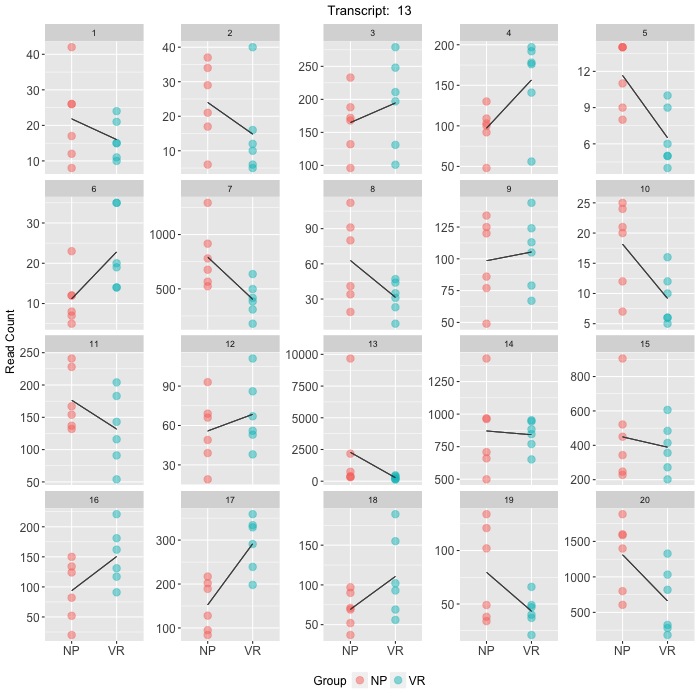 Transcript: 13
1 2 3 4 5
40 30 20 10
40 30 20 10
250 200 150 100
200 150 100 50
12 9 6
6 7 8 9 10
30 20 10
1000 500
90 60 30
125 100 75 50
25 20 15 10 5
Read Count
11 12 13 14 15
250 200 150 100 50
90 60 30
10000 7500 5000 2500 0
1250 1000 750 500
800 600 400 200
16 17 18 19 20
200 150 100 50
300 200 100
150 100 50
100 50
1500 1000 500
NP VR NP VR NP VR NP VR NP VR
Group NP VR